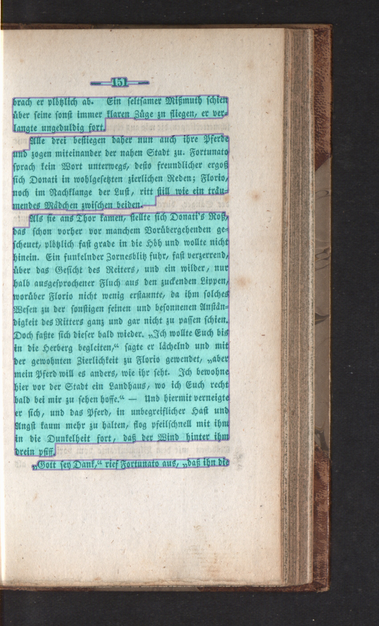 15
brach er plötzlich ab. Ein seltsamer Mißmuth schien
über seine sonst immer klaren Züge zu fliegen, er ver-
langte ungeduldig fort.
Alle drei bestiegen daher nun auch ihre Pferde
und zogen miteinander der nahen Stadt zu. Fortunato
sprach kein Wort unterwegs, desto freundlicher ergoß
sich Donati in wohlgesetzten zierlichen Reden; Florio,
noch im Nachklange der Lust, ritt still wie ein träu-
mendes Mädchen zwischen beiden.
Als sie ans Thor kamen, stellte sich Donati's Roß,
das schon vorher vor manchem Vorübergehenden ge-
scheuet, plötzlich fast grade in die Höh und wollte nicht
hinein. Ein funkelnder Zornesblitz fuhr, fast verzerrend,
über das Gesicht des Reiters, und ein wilder, nur
halb ausgesprochener Fluch aus den zuckenden Lippen,
worüber Florio nicht wenig erstaunte, da ihm solches
Wesen zu der sonstigen feinen und besonnenen Anstän-
digkeit des Ritters ganz und gar nicht zu passen schien.
Doch faßte sich dieser bald wieder. „Ich wollte Euch bis
in die Herberg begleiten,“ sagte er lächelnd und mit
der gewohnten Zierlichkeit zu Florio gewendet, „aber
mein Pferd will es anders, wie ihr seht. Ich bewohne
hier vor der Stadt ein Landhaus, wo ich Euch recht
bald bei mir zu sehen hoffe.“ — Und hiermit verneigte
er sich, und das Pferd, in unbegreiflicher Hast und
Angst kaum mehr zu halten, flog pfeilschnell mit ihm
in die Dunkelheit fort, daß der Wind hinter ihm
drein pfiff.
„Gott sey Dank,“ rief Fortunato aus, „daß ihn die